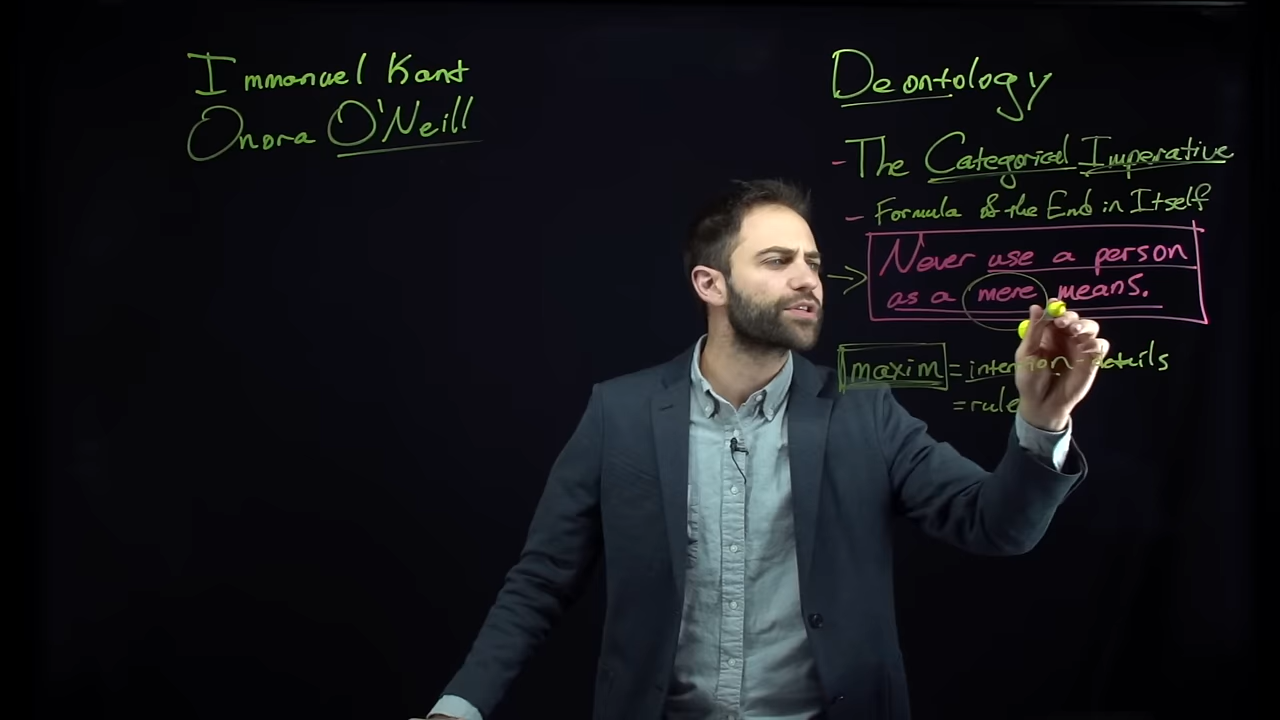 Immanuel Kant
Onora O'Neill
Deontology
- The Categorical Imperative
- Formula of the End in Itself
Never use a person
as a mere means.
maxim = intention - details
= rule